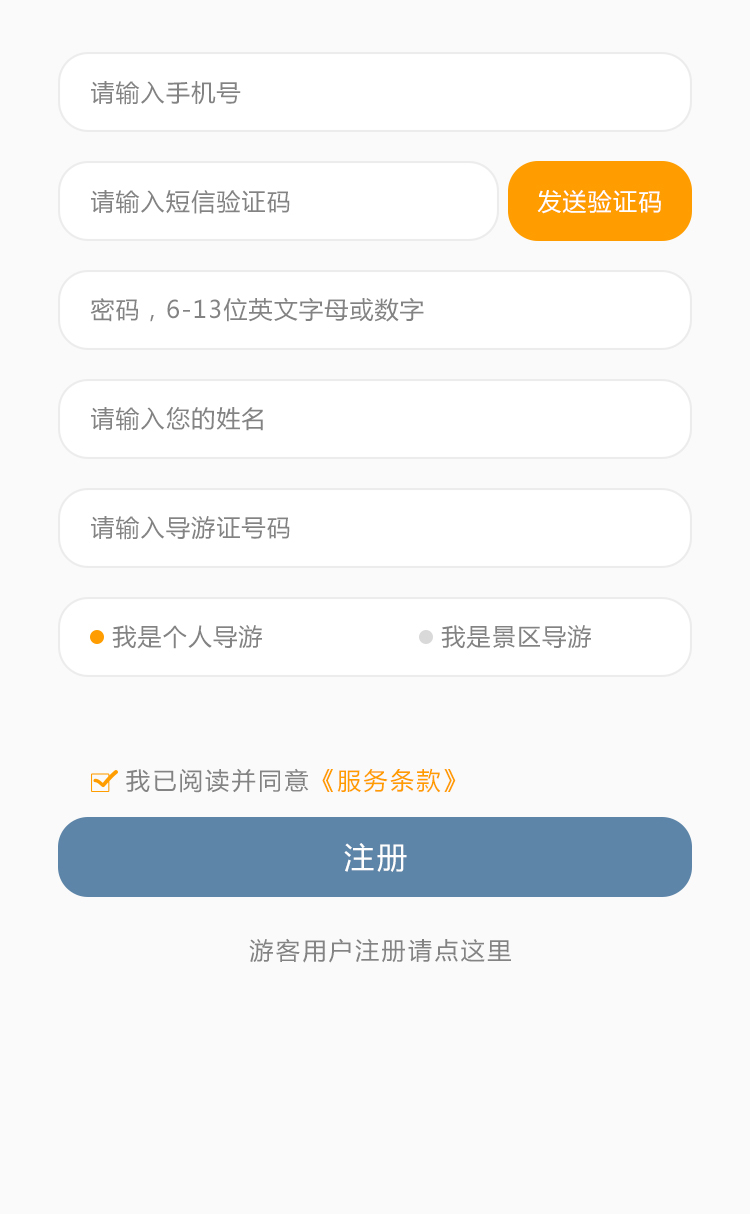 请输入手机号
请输入短信验证码 发送验证码
密码，6-13位英文字母或数字
请输入您的姓名
请输入导游证号码
我是个人导游 我是景区导游
我已阅读并同意《服务条款》
注册
游客用户注册请点这里